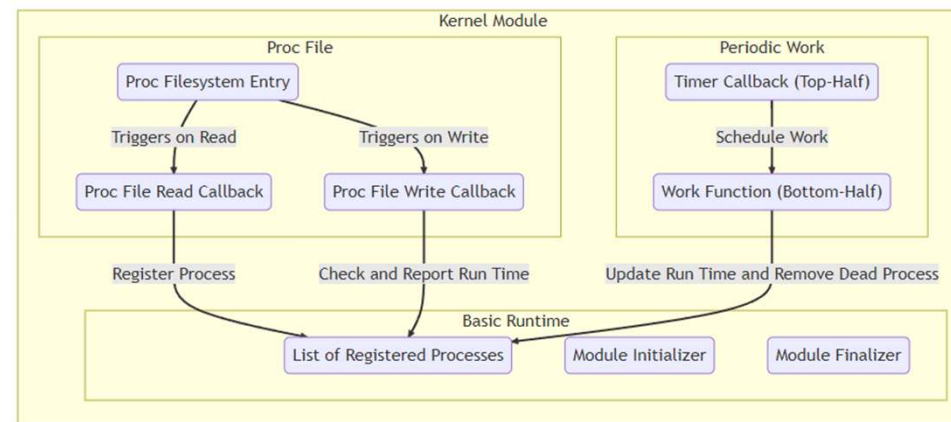 Kernel Module
Proc File
Periodic Work
Proc Filesystem Entry
Timer Callback (Top-Half)
Triggers on Read
Triggers on Write
Schedule Work
Proc File Read Callback
Proc File Write Callback
Work Function (Bottom-Half)
Register Process
Check and Report Run Time
Update Run Time and Remove Dead Process
Basic Runtime
List of Registered Processes
Module Initializer
Module Finalizer